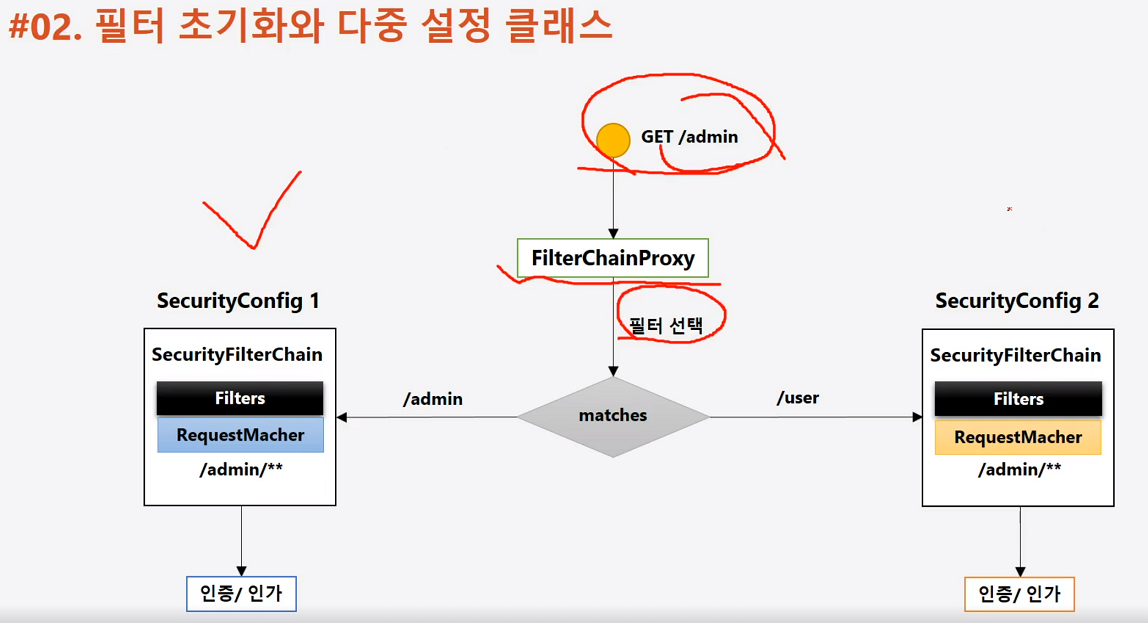 #02. 필터 초기화와 다중 설정 클래스
GET /admin
FilterChainProxy
필터 선택
SecurityConfig 1
SecurityFilterChain
Filters
RequestMacher
/admin/**
인증/ 인가
/admin
matches
/user
SecurityConfig 2
SecurityFilterChain
Filters
RequestMacher
/admin/**
인증/ 인가